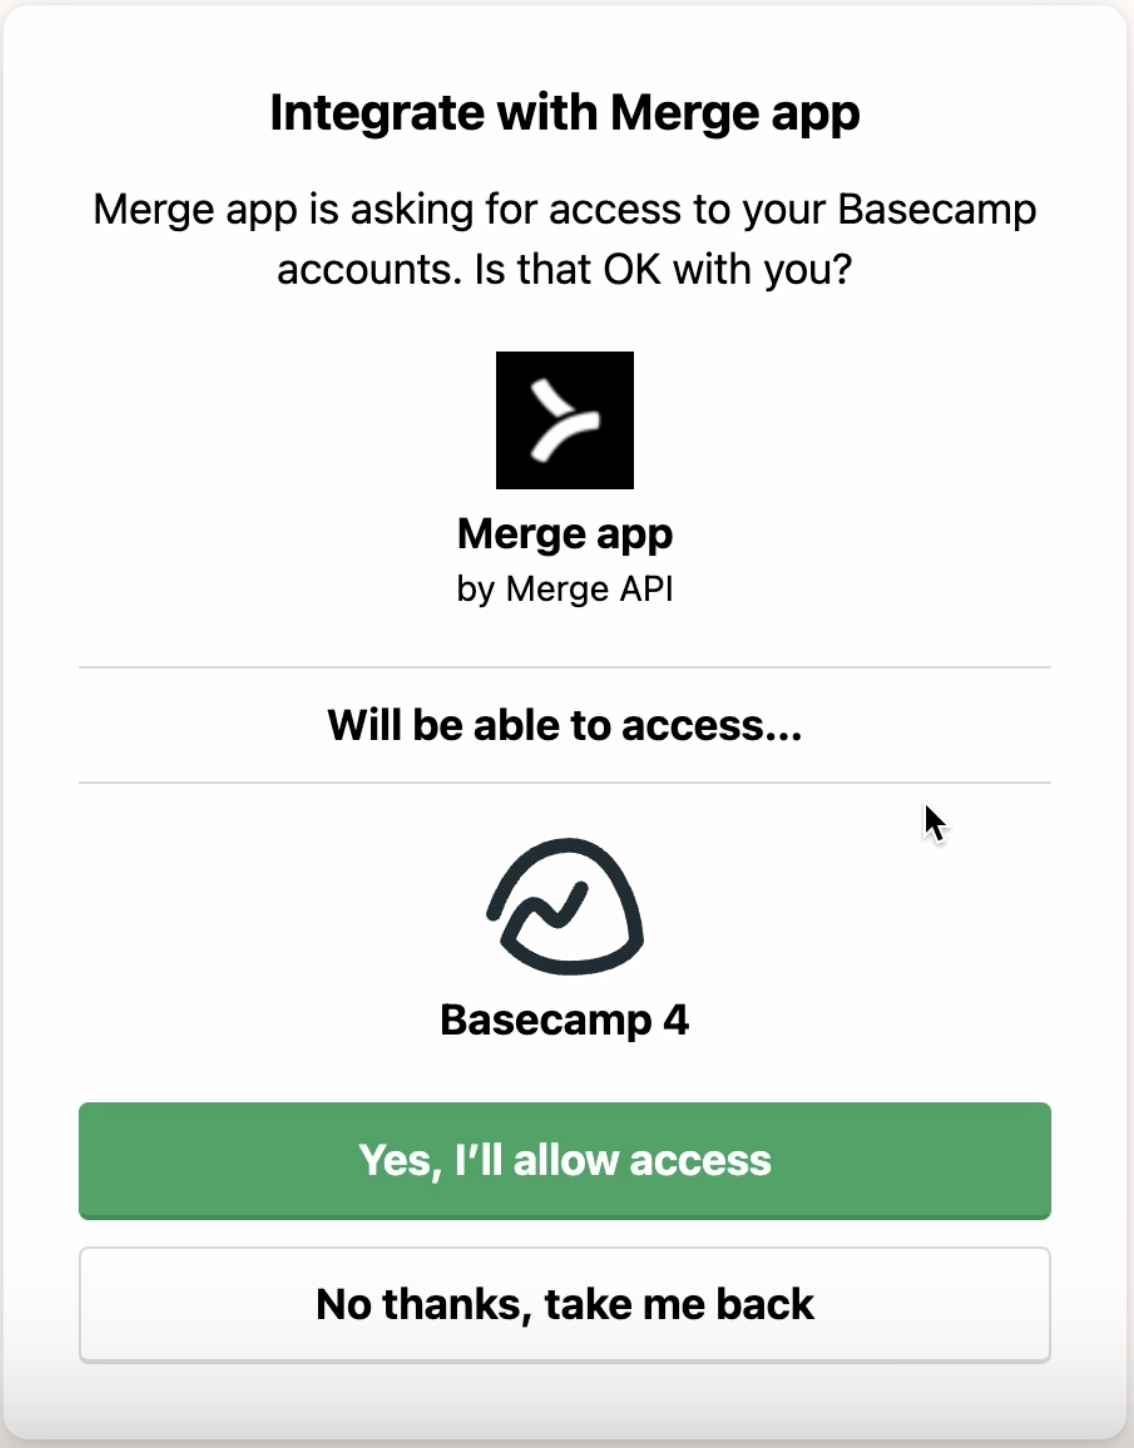 Integrate with Merge app
Merge app is asking for access to your Basecamp
accounts. Is that OK with you?
Merge app
by Merge API
Will be able to access...
Basecamp 4
Yes, I’ll allow access
No thanks, take me back